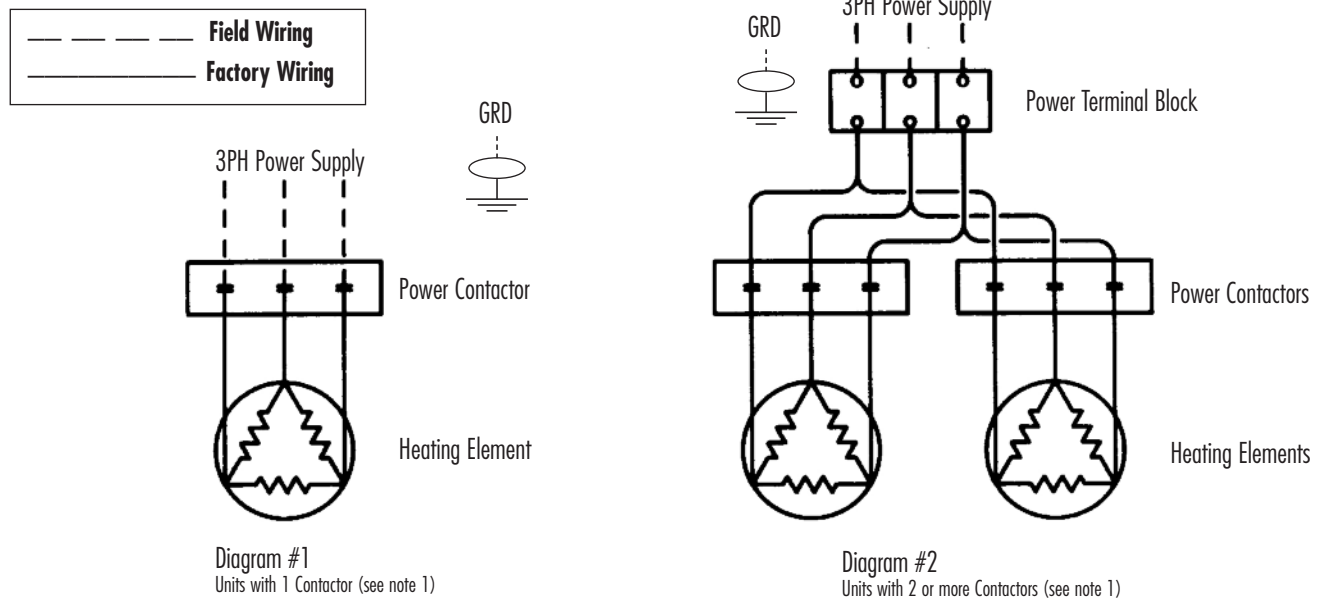 Field Wiring
Factory Wiring
GRD
3PH Power Supply
Power Contactor
Heating Element
Diagram #1
Units with 1 Contactor (see note 1)
3PH Power Supply
GRD
Power Terminal Block
Power Contactors
Heating Elements
Diagram #2
Units with 2 or more Contactors (see note 1)